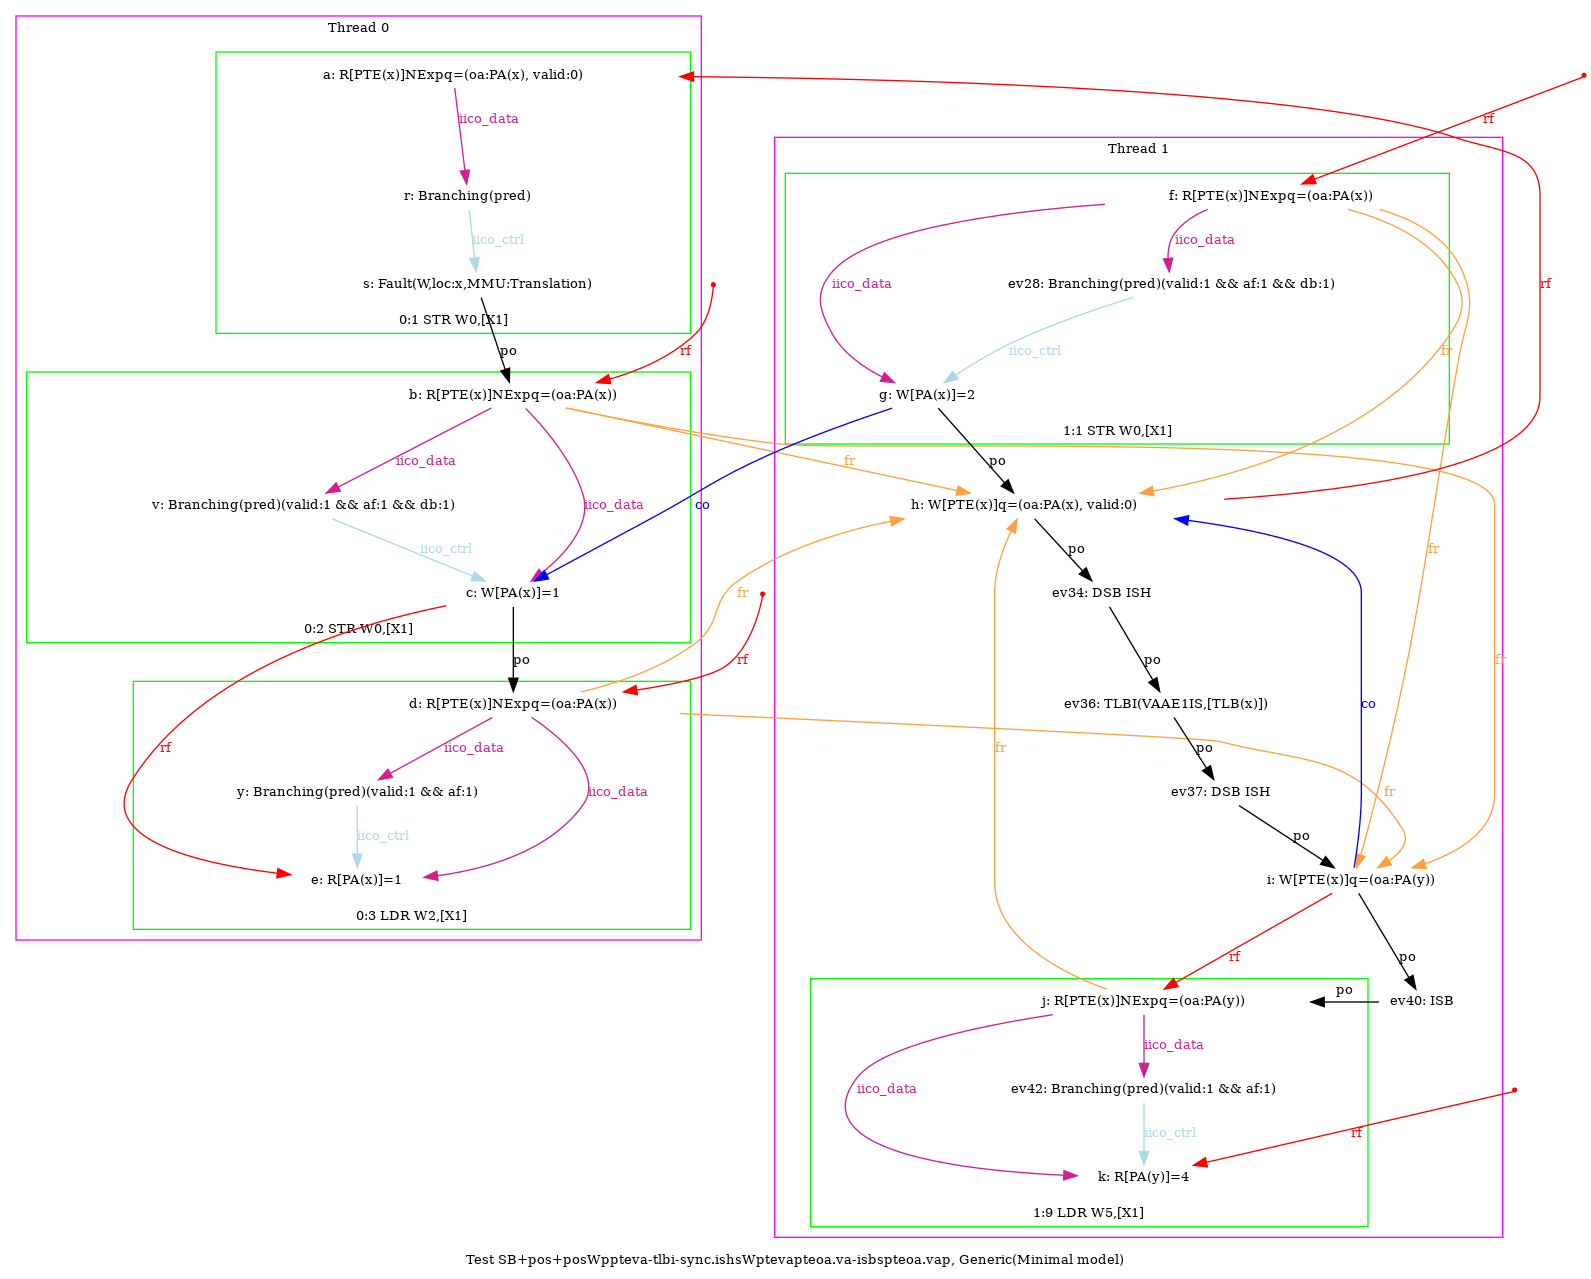 Thread 0
a: R[PTE(x)]NExpq=(oa:PA(x), valid:0)
iico_data
r: Branching(pred)
iico_ctrl
s: Fault(W,loc:x,MMU:Translation)
0:1 STR W0,[X1]
po
rf
b: R[PTE(x)]NExpq=(oa:PA(x))
iico_data
v: Branching(pred)(valid:1 && af:1 && db:1)
iico_data
iico_ctrl
c: W[PA(x)]=1
0:2 STR W0,[X1]
po
d: R[PTE(x)]NExpq=(oa:PA(x))
rf
iico_data
y: Branching(pred)(valid:1 && af:1)
iico_data
iico_ctrl
e: R[PA(x)]=1
0:3 LDR W2,[X1]
rf
fr
co
fr
rf
Thread 1
f: R[PTE(x)]NExpq=(oa:PA(x))
iico_data
iico_data
ev28: Branching(pred)(valid:1 && af:1 && db:1)
rf
iico_ctrl
fr
g: W[PA(x)]=2
1:1 STR W0,[X1]
po
h: W[PTE(x)]q=(oa:PA(x), valid:0)
po
fr
ev34: DSB ISH
po
fr
ev36: TLBI(VAAE1IS,[TLB(x)])
co
po
fr
ev37: DSB ISH
fr
po
i: W[PTE(x)]q=(oa:PA(y))
rf
po
j: R[PTE(x)]NExpq=(oa:PA(y))
po
ev40: ISB
iico_data
iico_data
ev42: Branching(pred)(valid:1 && af:1)
iico_ctrl
rf
k: R[PA(y)]=4
1:9 LDR W5,[X1]
Test SB+pos+posWppteva-tlbi-sync.ishsWptevapteoa.va-isbspteoa.vap, Generic(Minimal model)